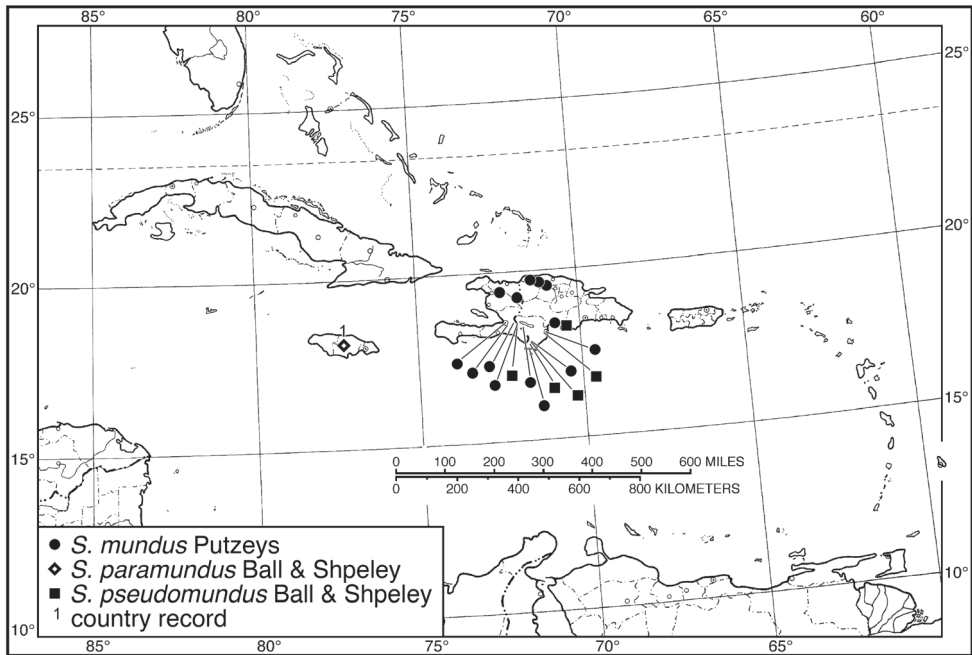 85° 80° 75° 70° 65° 60°
25°
25°
20°
20°
1
15°
15°
0 100 200 300 400 600 MILES
0 200 400 600 800 KILOMETERS
● S. mundus Putzeys
S. paramundus Ball & Shpeley
■ S. pseudomundus Ball & Shpeley
1 country record
10°
10°
85° 80° 75° 70° 65°